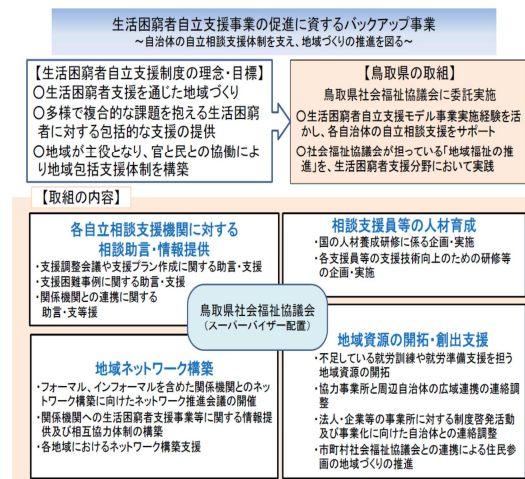 生活困窮者自立支援事業の促進に資するバックアップ事業
～自治体の自立相談支援体制を支え、地域づくりの推進を図る～
【生活困窮者自立支援制度の理念・目標】
〇生活困窮者支援を通じた地域づくり
〇多様で複合的な課題を抱える生活困窮
者に対する包括的な支援の提供
〇地域が主役となり、官と民との協働によ
り地域包括支援体制を構築
【鳥取県の取組】
鳥取県社会福祉協議会に委託実施
〇生活困窮者自立支援モデル事業実施経験を活
かし、各自治体の自立相談支援をサポート
〇社会福祉協議会が担っている「地域福祉の推
進」を、生活困窮者支援分野において実践
【取組の内容】
各自立相談支援機関に対する
相談助言・情報提供
・支援調整会議や支援プラン作成に関する助言・支援
・支援困難事例に関する助言・支援
・関係機関との連携に関する
助言・支等援
相談支援員等の人材育成
・国の人材養成研修に係る企画・実施
・各支援員等の支援技術向上のための研修等
の企画・実施
鳥取県社会福祉協議会
(スーパーバイザー配置)
地域ネットワーク構築
・フォーマル、インフォーマルを含めた関係機関とのネッ
トワーク構築に向けたネットワーク推進会議の開催
・関係機関への生活困窮者支援事業等に関する情報提
供及び相互協力体制の構築
・各地におけるネットワーク構築支援
地域資源の開拓・創出支援
・不足している就労訓練や就労準備支援を担う
地域資源の開拓
・協力事業所と周辺自治体の広域連携の連絡調
整
・法人・企業等の事業所に対する制度啓発活動
及び事業化に向けた自治体との連絡調整
・市町村社会福祉協議会との連携による住民参
画の地域づくりの推進